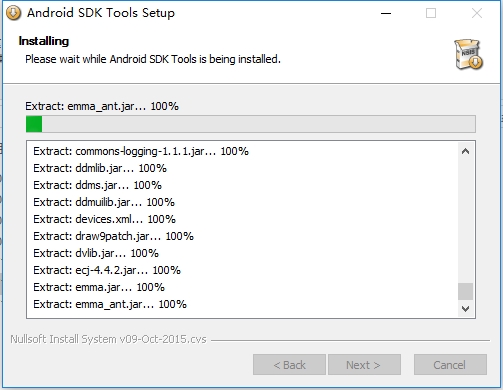 Android SDK Tools Setup
Installing
Please wait while Android SDK Tools is being installed.
Extract: emma_ant.jar... 100%
Extract: commons-logging-1.1.1.jar... 100%
Extract: ddmlib.jar... 100%
Extract: ddms.jar... 100%
Extract: ddmuilib.jar... 100%
Extract: devices.xml... 100%
Extract: draw9patch.jar... 100%
Extract: dvlib.jar... 100%
Extract: ecj-4.4.2.jar... 100%
Extract: emma.jar... 100%
Extract: emma_ant.jar... 100%
Nullsoft Install System v09-Oct-2015.cvs
< Back Next > Cancel